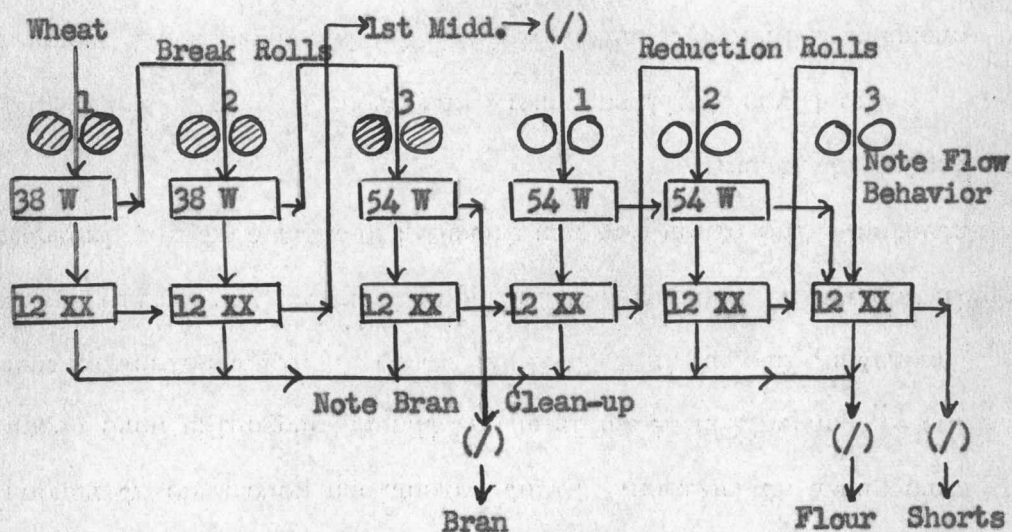 Wheat 1st Midd. (/)
Break Rolls Reduction Rolls
1 2 3 1 2 3
Note Flow
Behavior
38 W 38 W 54 W 54 W 54 W
12 XX 12 XX 12 XX 12 XX 12 XX 12 XX
Note Bran Clean-up
(/) (/) (/)
Bran Flour Shorts